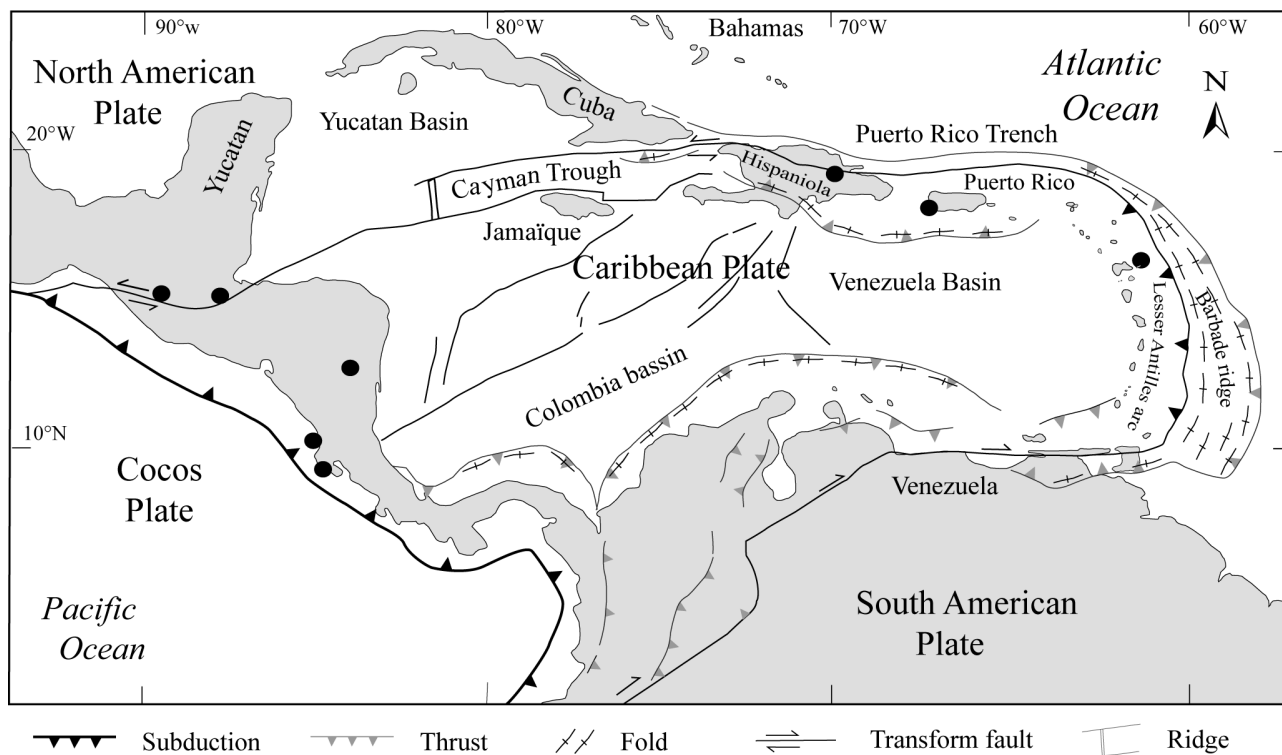 90°W
80°W
70°W
60°W
Bahamas
North American
Plate
Atlantic
Ocean
N
Cuba
Yucatan Basin
Yucatan
20°W
Puerto Rico Trench
Cayman Trough
Hispaniola
Puerto Rico
Jamaïque
Caribbean Plate
Venezuela Basin
Lesser Antilles arc
Barbade ridge
Colombia bassin
10°N
Cocos
Plate
Venezuela
Pacific
Ocean
South American
Plate
Subduction
Thrust
Fold
Transform fault
Ridge